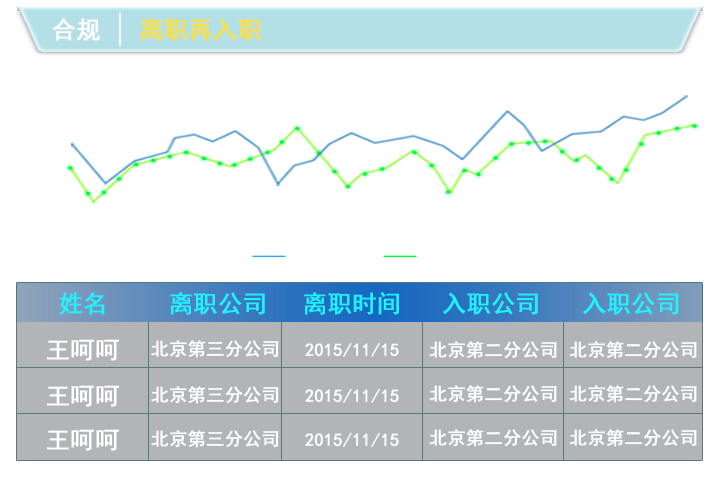 合规 离职再入职
姓名 离职公司 离职时间 入职公司 入职公司
王呵呵 北京第三分公司 2015/11/15 北京第二分公司 北京第二分公司
王呵呵 北京第三分公司 2015/11/15 北京第二分公司 北京第二分公司
王呵呵 北京第三分公司 2015/11/15 北京第二分公司 北京第二分公司